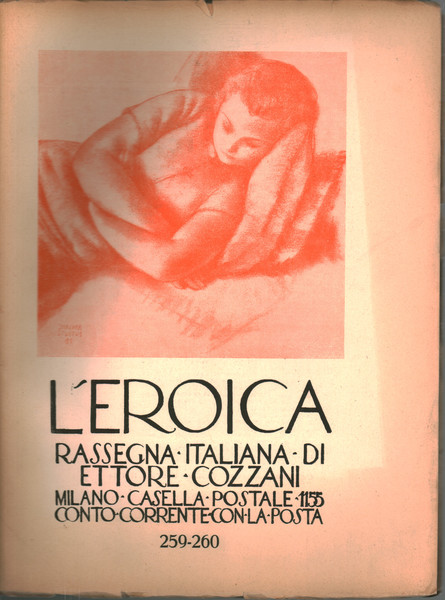 L'EROICA
RASSEGNA·ITALIANA·DI
ETTORE·COZZANI
MILANO·CASELLA·POSTALE·1155
CONTO·CORRENTE·CON·LA·POSTA
259-260